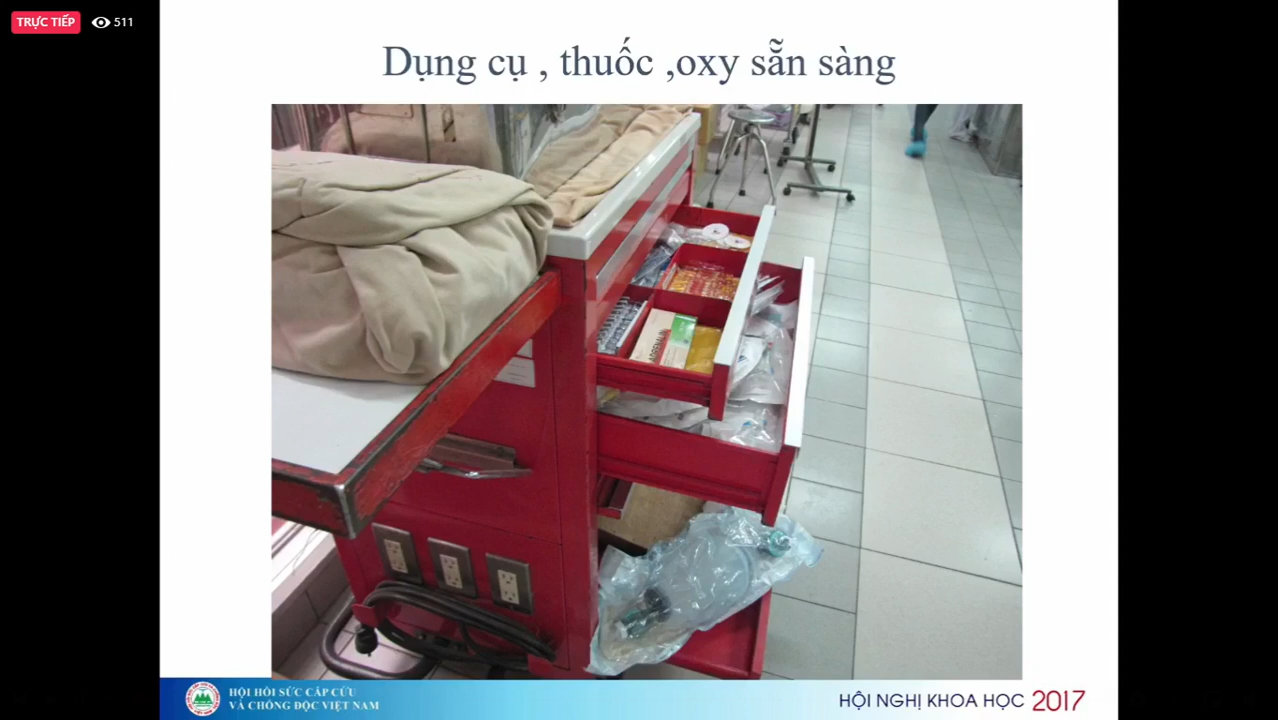 TRỰC TIẾP
511
Dụng cụ , thuốc ,oxy sẵn sàng
ADRENALIN
HỘI HỒI SỨC CẤP CỨU
VÀ CHỐNG ĐỘC VIỆT NAM
HỘI NGHỊ KHOA HỌC 2017